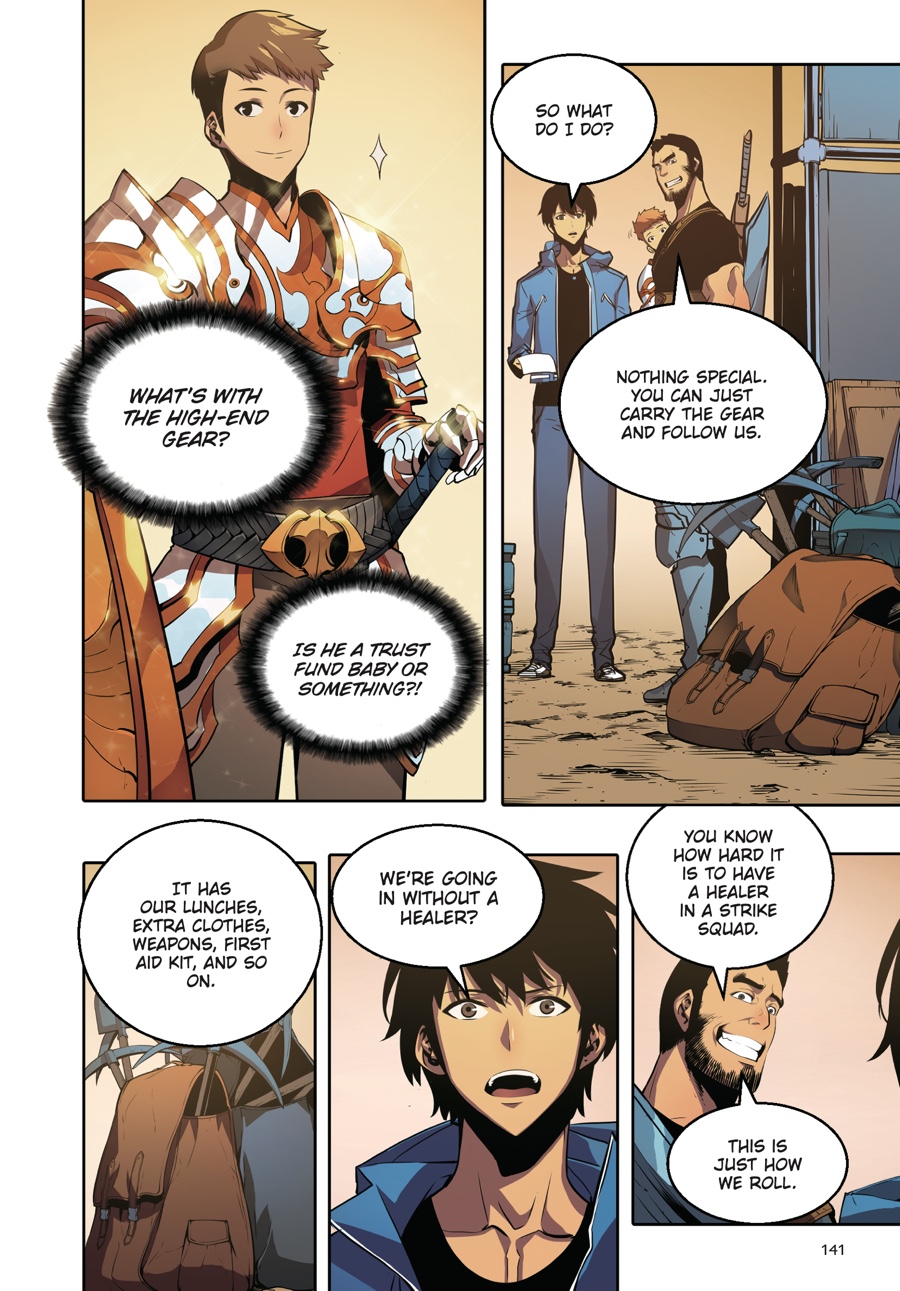 WHAT'S WITH
THE HIGH-END
GEAR?
IS HE A TRUST
FUND BABY OR
SOMETHING?!
SO WHAT
DO I DO?
NOTHING SPECIAL.
YOU CAN JUST
CARRY THE GEAR
AND FOLLOW US.
IT HAS
OUR LUNCHES,
EXTRA CLOTHES,
WEAPONS, FIRST
AID KIT, AND SO
ON.
WE'RE GOING
IN WITHOUT A
HEALER?
YOU KNOW
HOW HARD IT
IS TO HAVE
A HEALER
IN A STRIKE
SQUAD.
THIS IS
JUST HOW
WE ROLL.
141